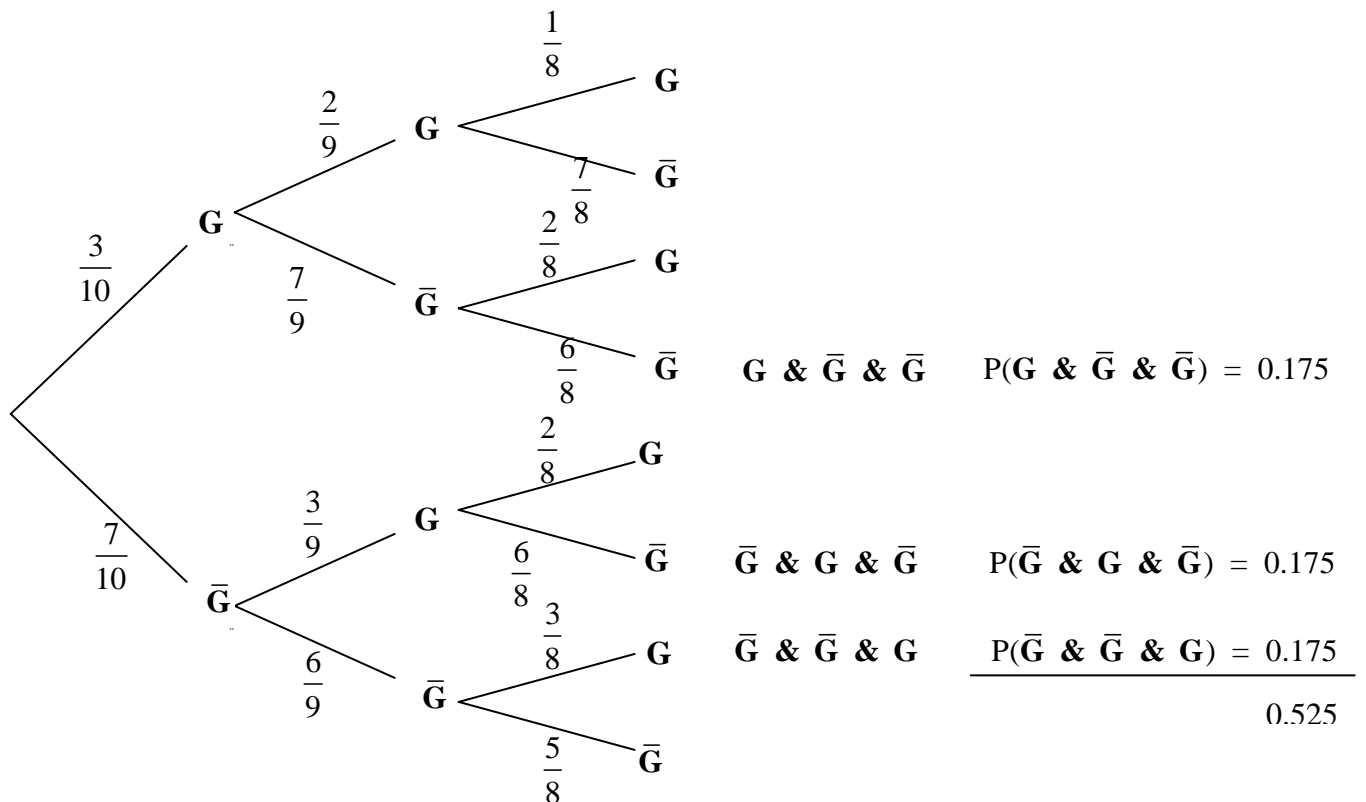 1/8
G
2/9
G
7/8
G̅
G
3/10
2/8
G
7/9
G̅
6/8
G̅ G & G̅ & G̅ P(G & G̅ & G̅) = 0.175
2/8
G
3/9
G
7/10
6/8
G̅ G̅ & G & G̅ P(G̅ & G & G̅) = 0.175
G̅
3/8
G G̅ & G̅ & G P(G̅ & G̅ & G) = 0.175
6/9
G̅
0.525
5/8
G̅